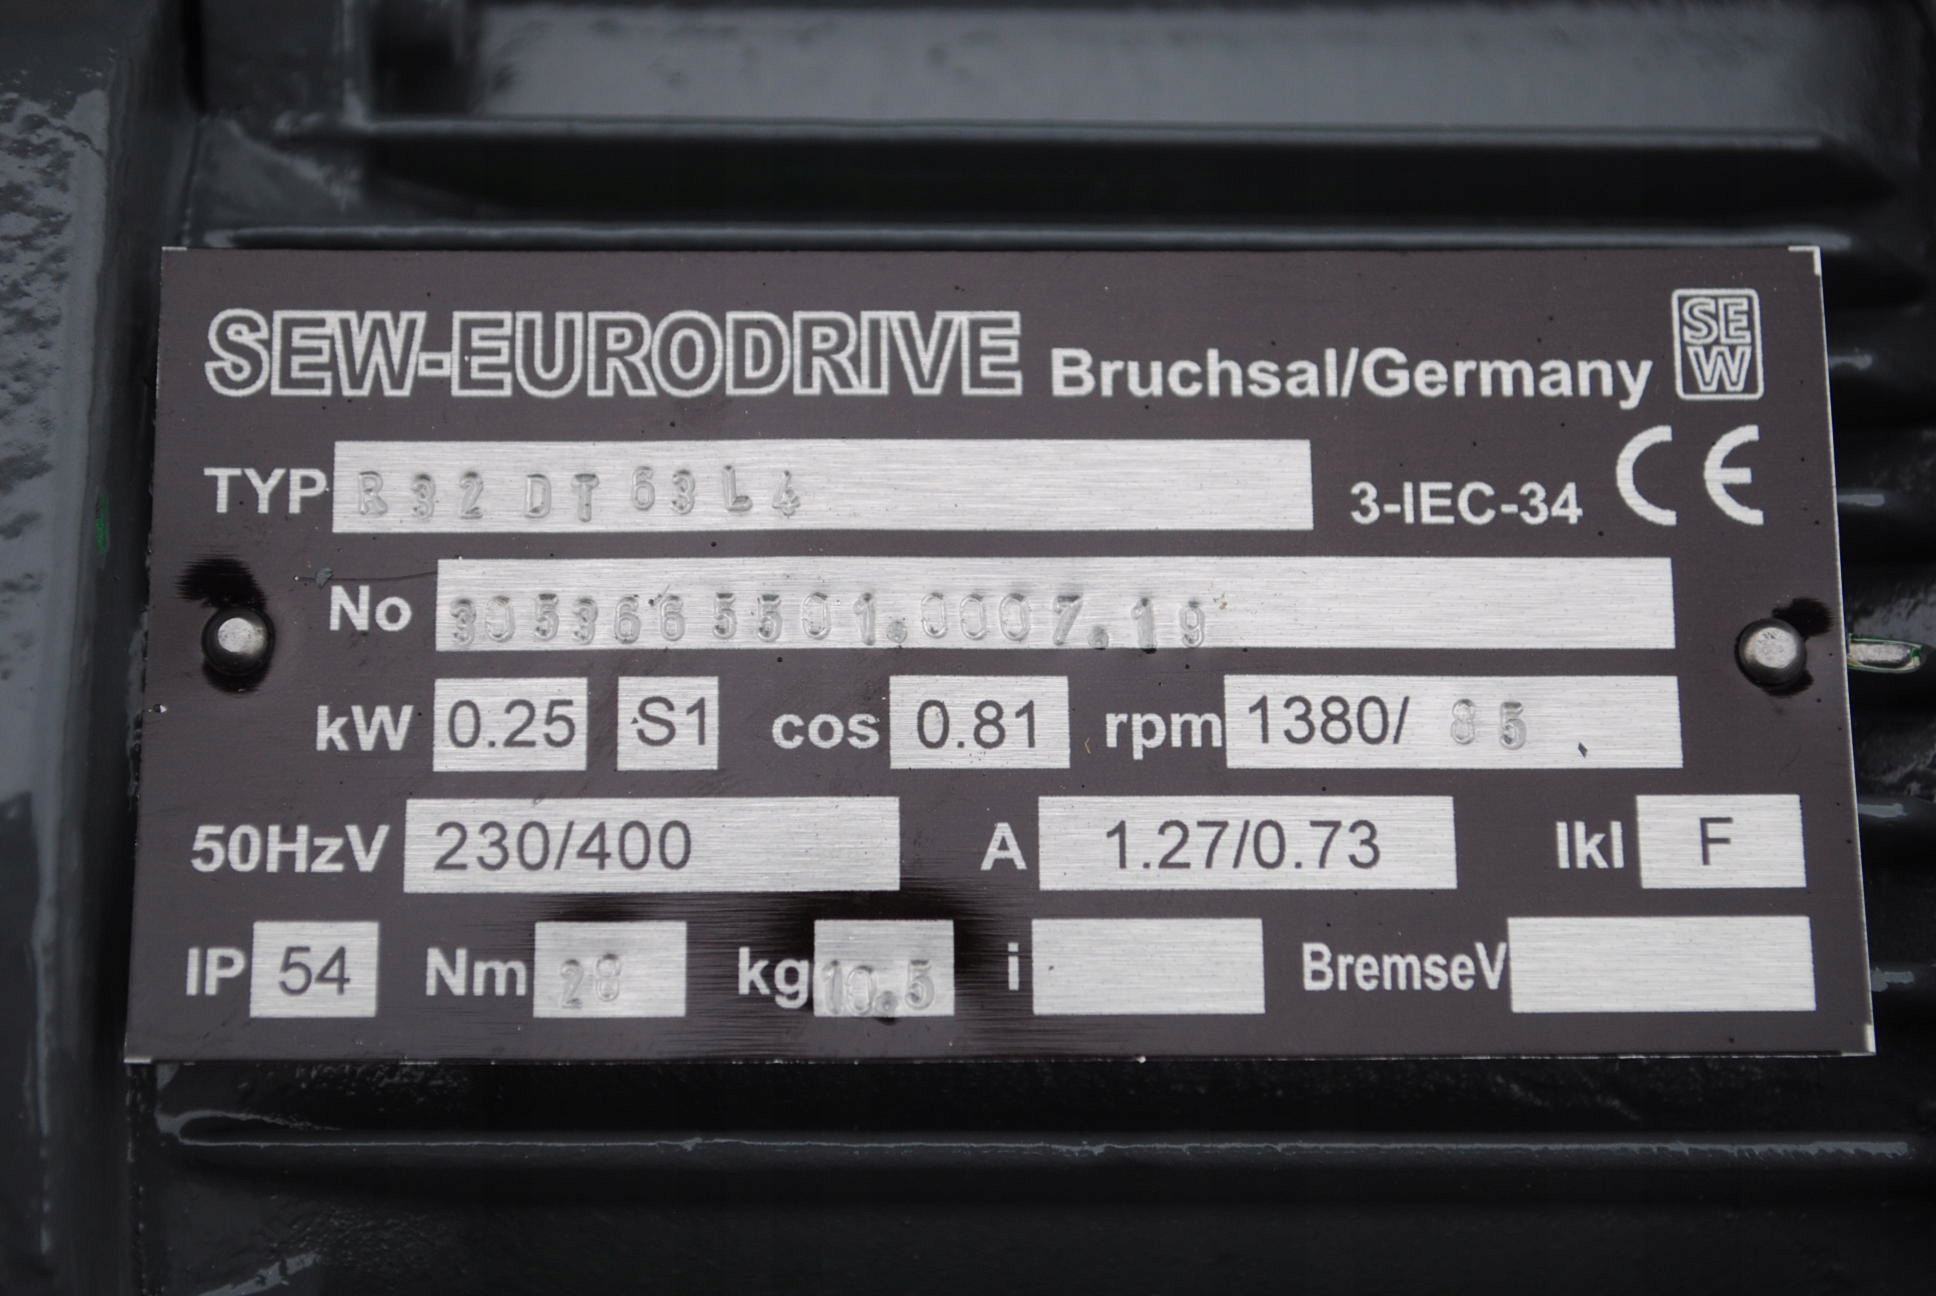 SEW-EURODRIVE Bruchsal/Germany SEW
TYP R32 DT 63L4 3-IEC-34 CE
No 3053665501.0007.19
kW 0.25 S1 cos 0.81 rpm 1380/ 85
50HzV 230/400 A 1.27/0.73 Ikl F
IP 54 Nm 28 kg 10.5 i BremseV